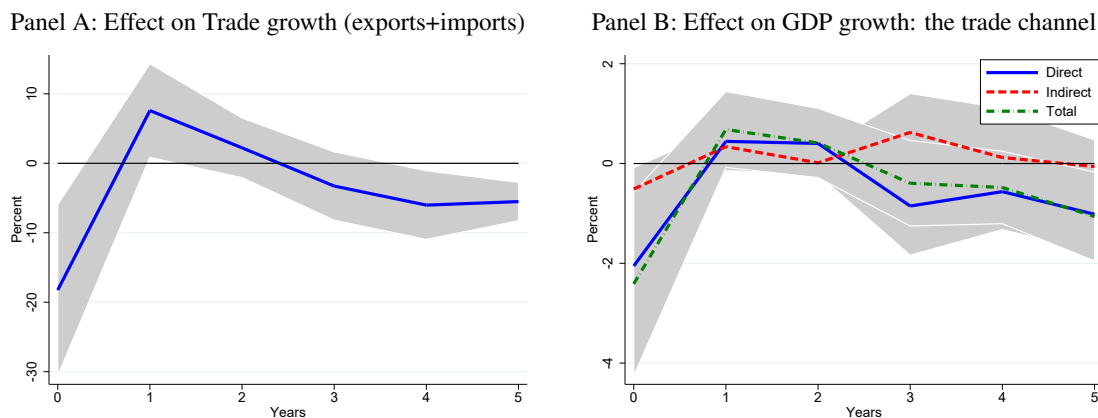 Panel A: Effect on Trade growth (exports+imports)
10
0
-10
-20
-30
Percent
0 1 2 3 4 5
Years
Panel B: Effect on GDP growth: the trade channel
2
0
-2
-4
Percent
Direct
Indirect
Total
0 1 2 3 4 5
Years